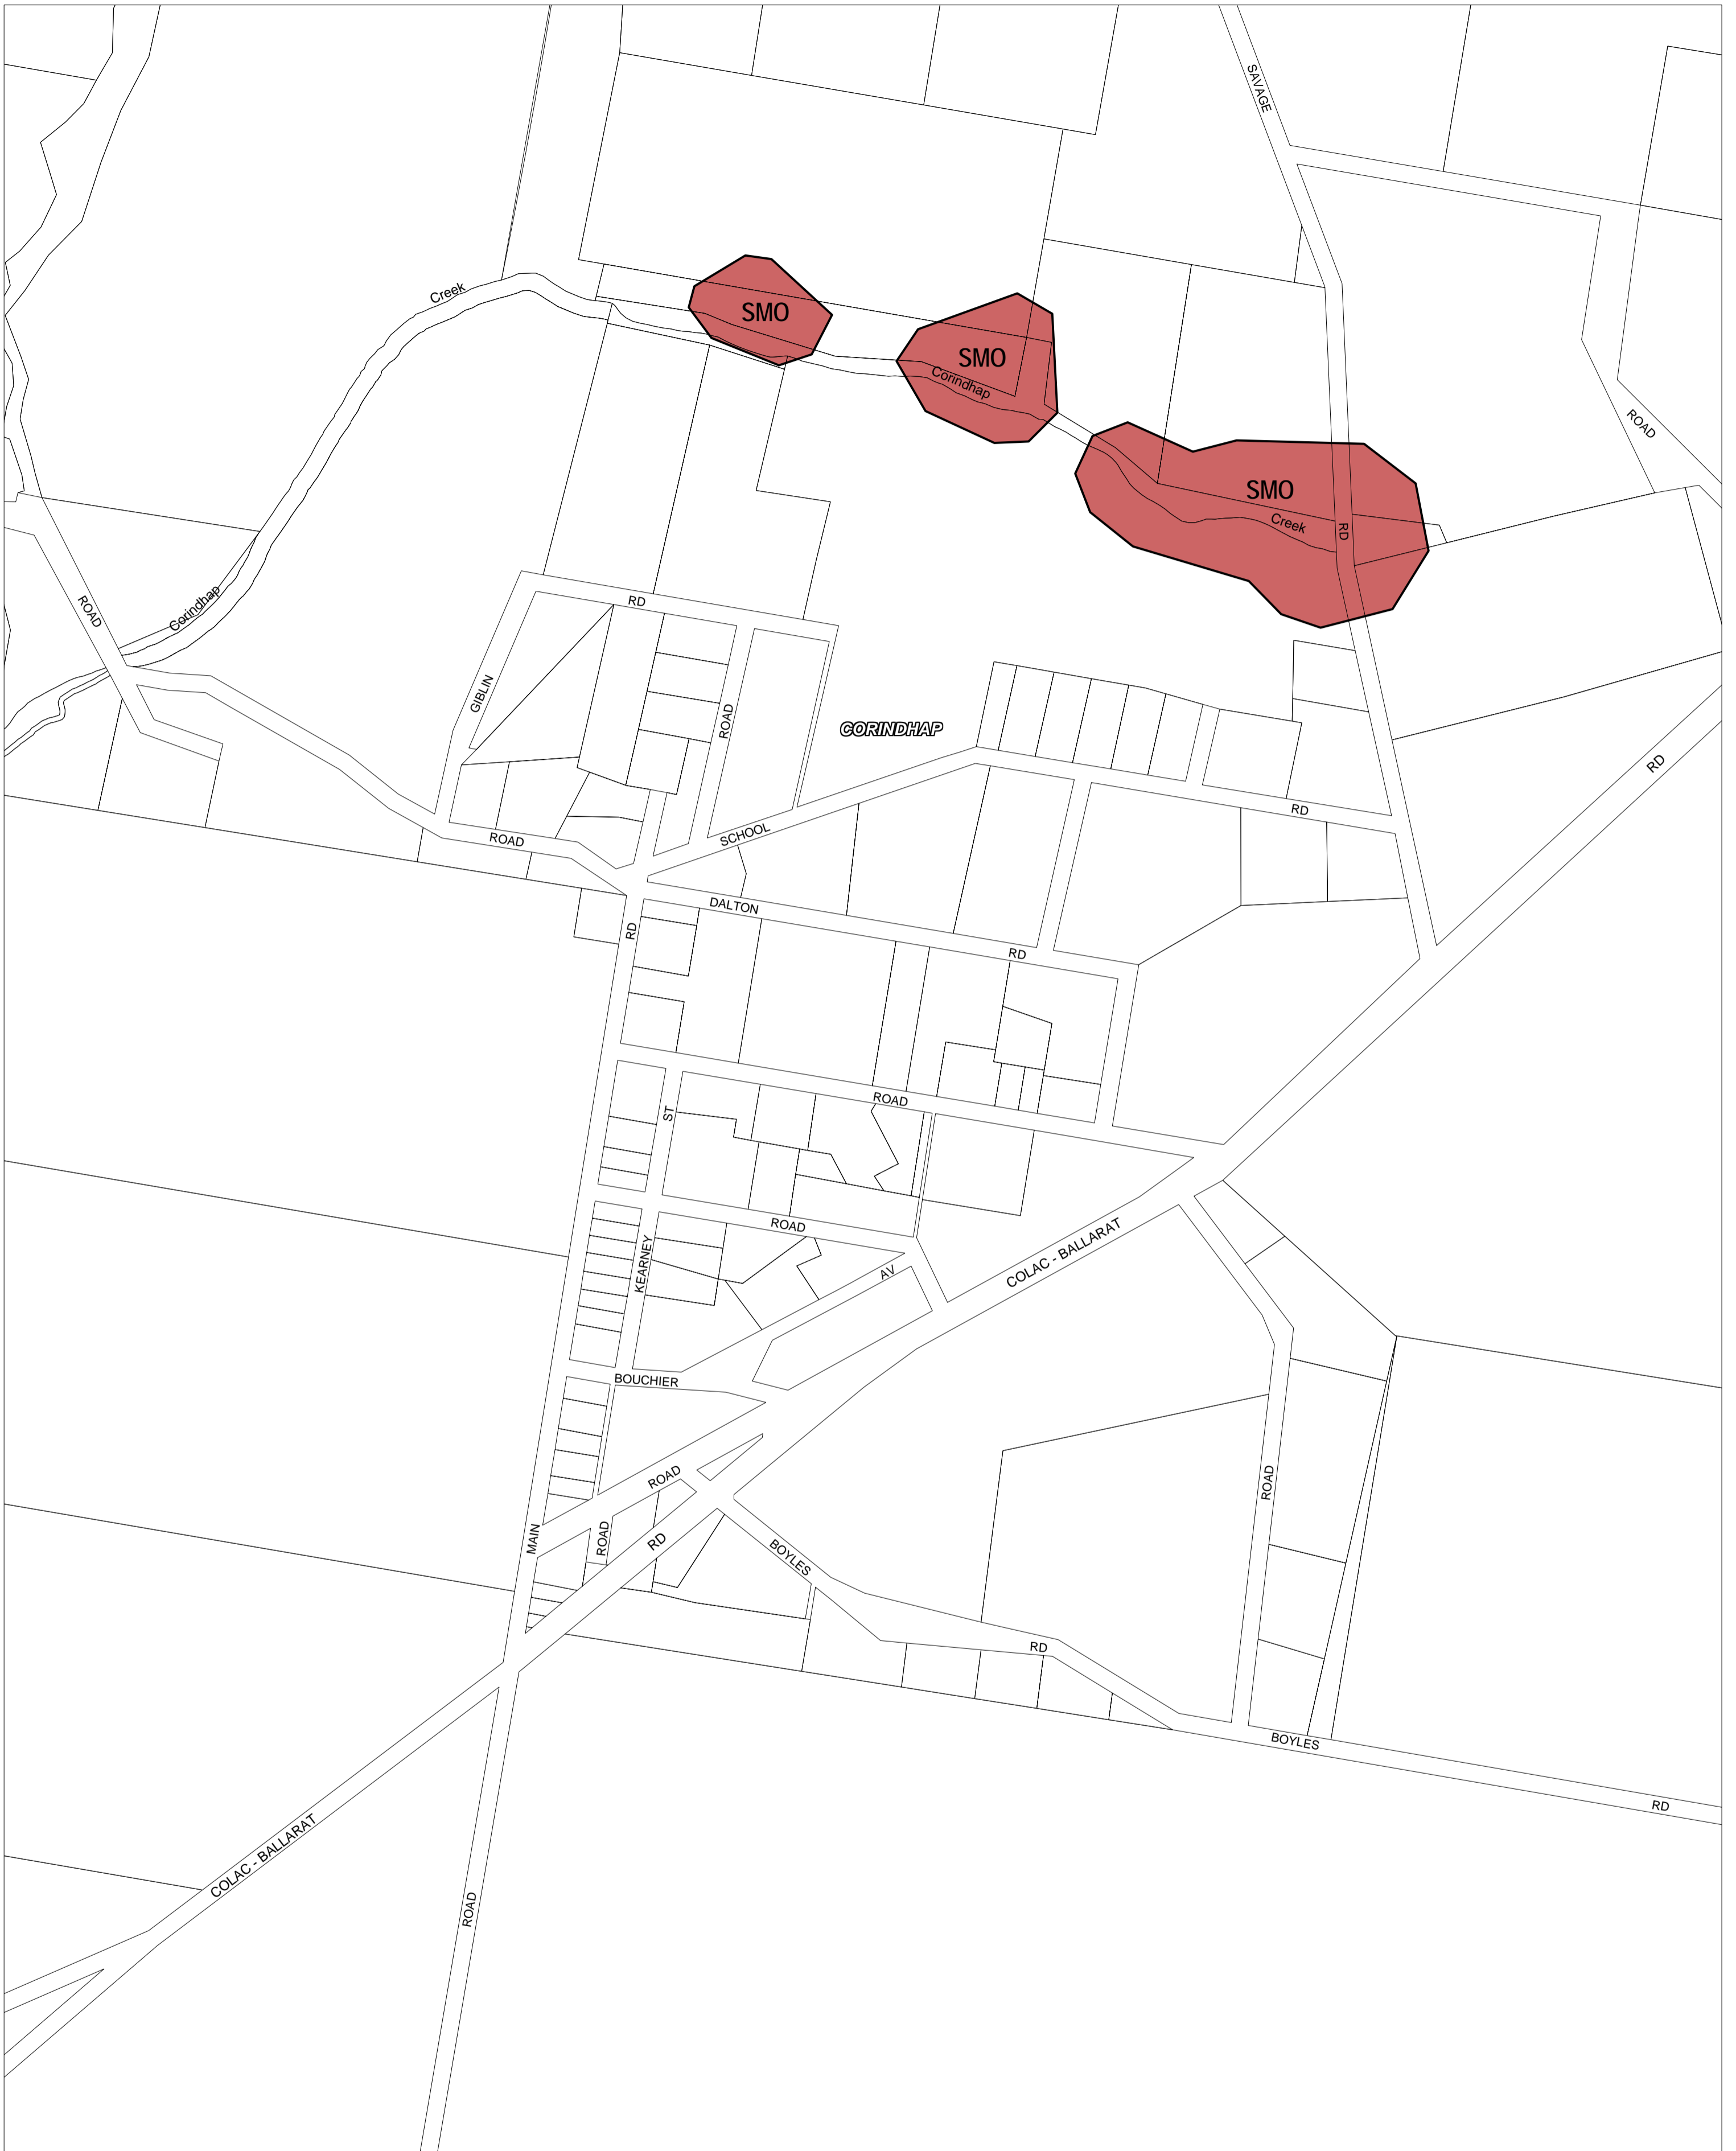 SAVAGE
Creek
SMO
SMO
Corindhap
ROAD
SMO
Creek
RD
ROAD
Corindhap
RD
GIBLIN
ROAD
CORINDHAP
RD
RD
SCHOOL
ROAD
DALTON
RD
RD
ROAD
ST
ROAD
KEARNEY
AV
COLAC - BALLARAT
BOUCHIER
ROAD
ROAD
MAIN
ROAD
RD
BOYLES
RD
BOYLES
RD
COLAC - BALLARAT
ROAD